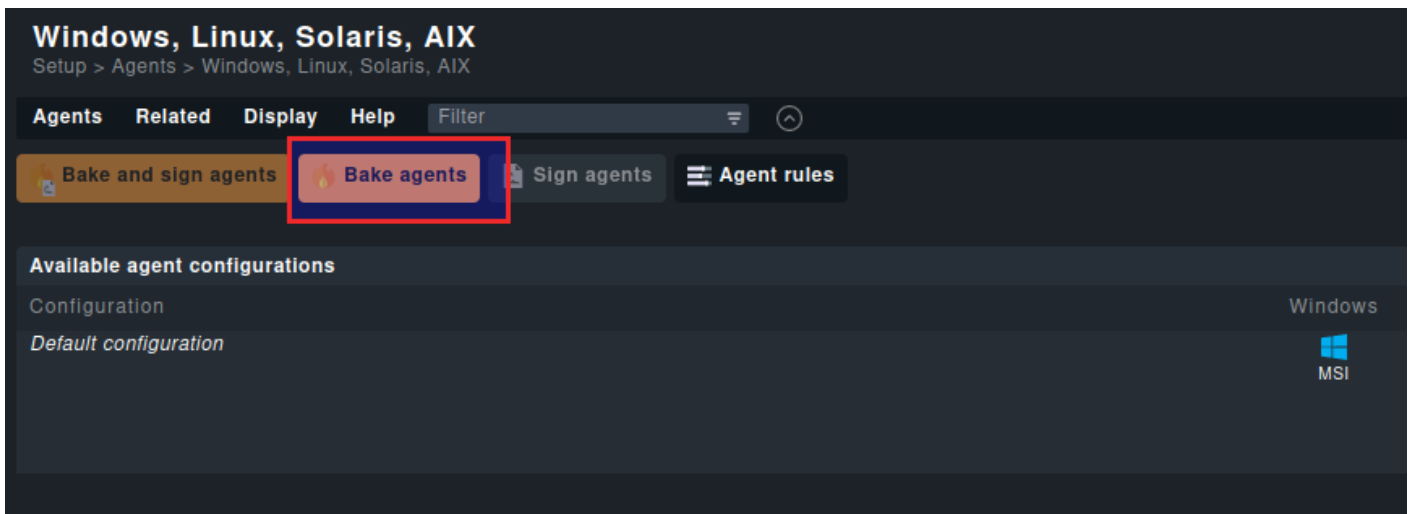 Windows, Linux, Solaris, AIX
Setup > Agents > Windows, Linux, Solaris, AIX
Agents Related Display Help Filter
Bake and sign agents Bake agents Sign agents Agent rules
Available agent configurations
Configuration Windows
Default configuration
MSI